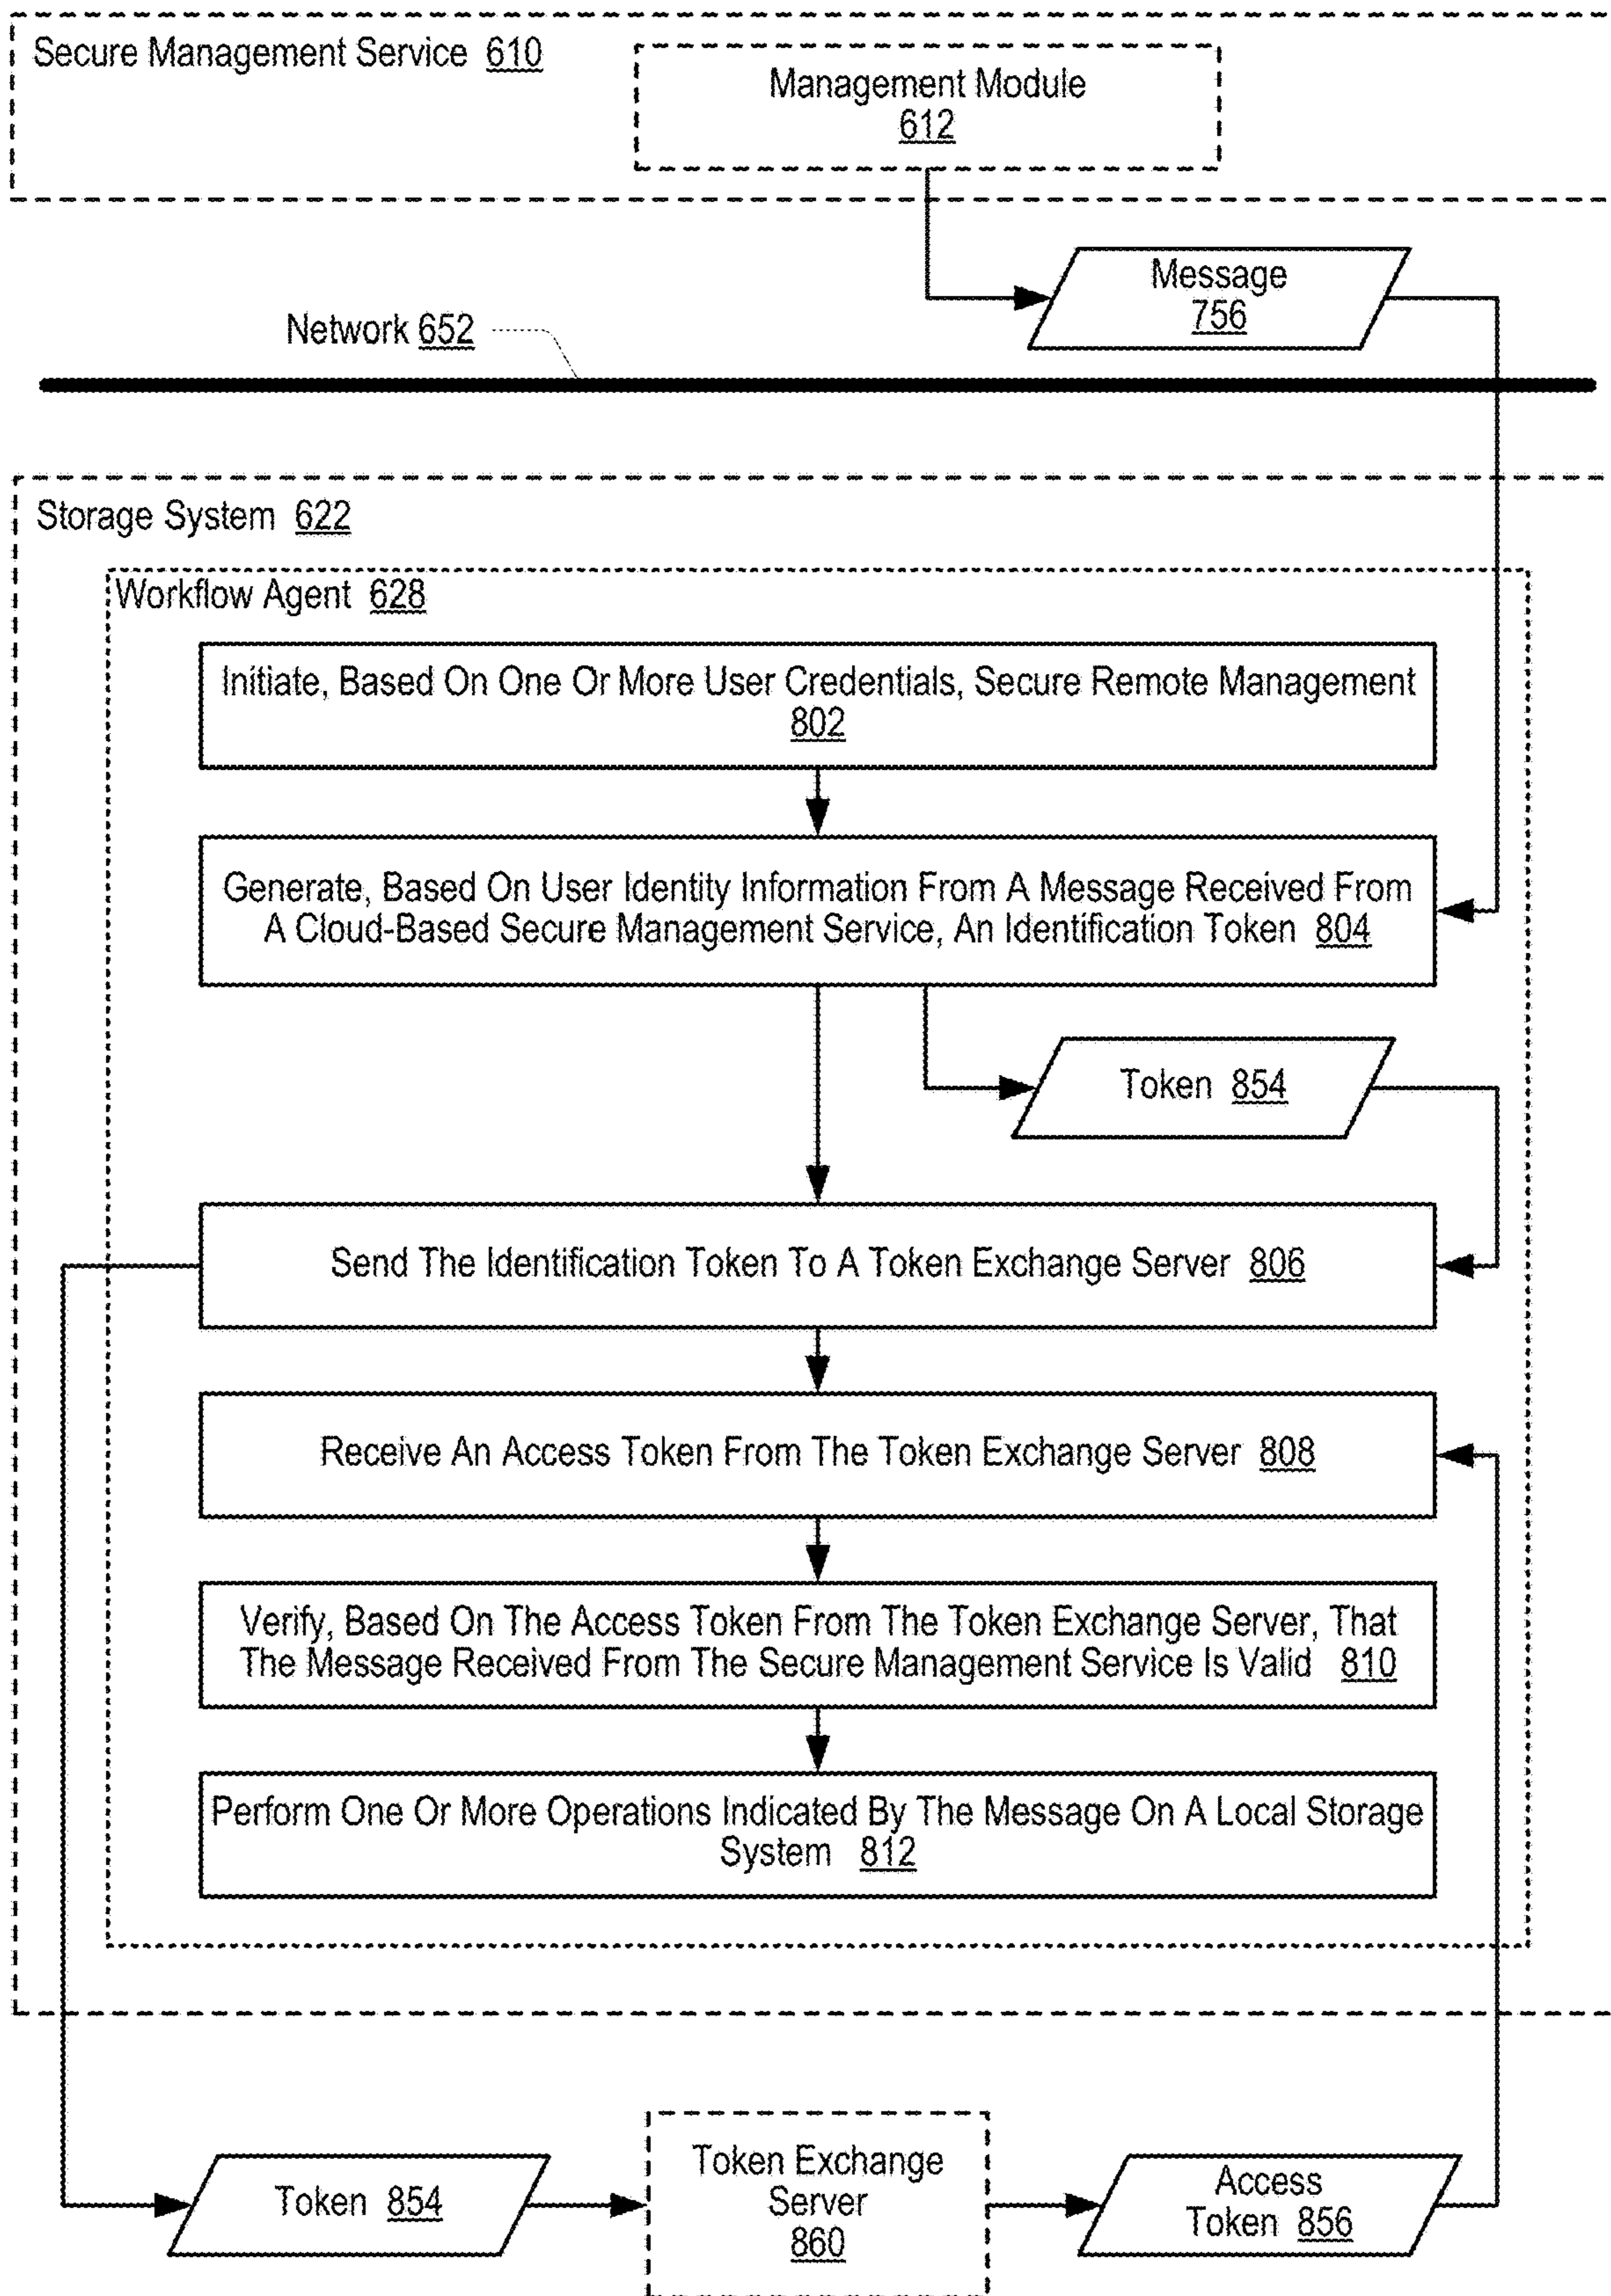 Secure Management Service 610
Management Module
612
Message
756
Network 652
Storage System 622
Workflow Agent 628
Initiate, Based On One Or More User Credentials, Secure Remote Management
802
Generate, Based On User Identity Information From A Message Received From
A Cloud-Based Secure Management Service, An Identification Token 804
Token 854
Send The Identification Token To A Token Exchange Server 806
Receive An Access Token From The Token Exchange Server 808
Verify, Based On The Access Token From The Token Exchange Server, That
The Message Received From The Secure Management Service Is Valid 810
Perform One Or More Operations Indicated By The Message On A Local Storage
System 812
Token 854
Token Exchange
Server
860
Access
Token 856